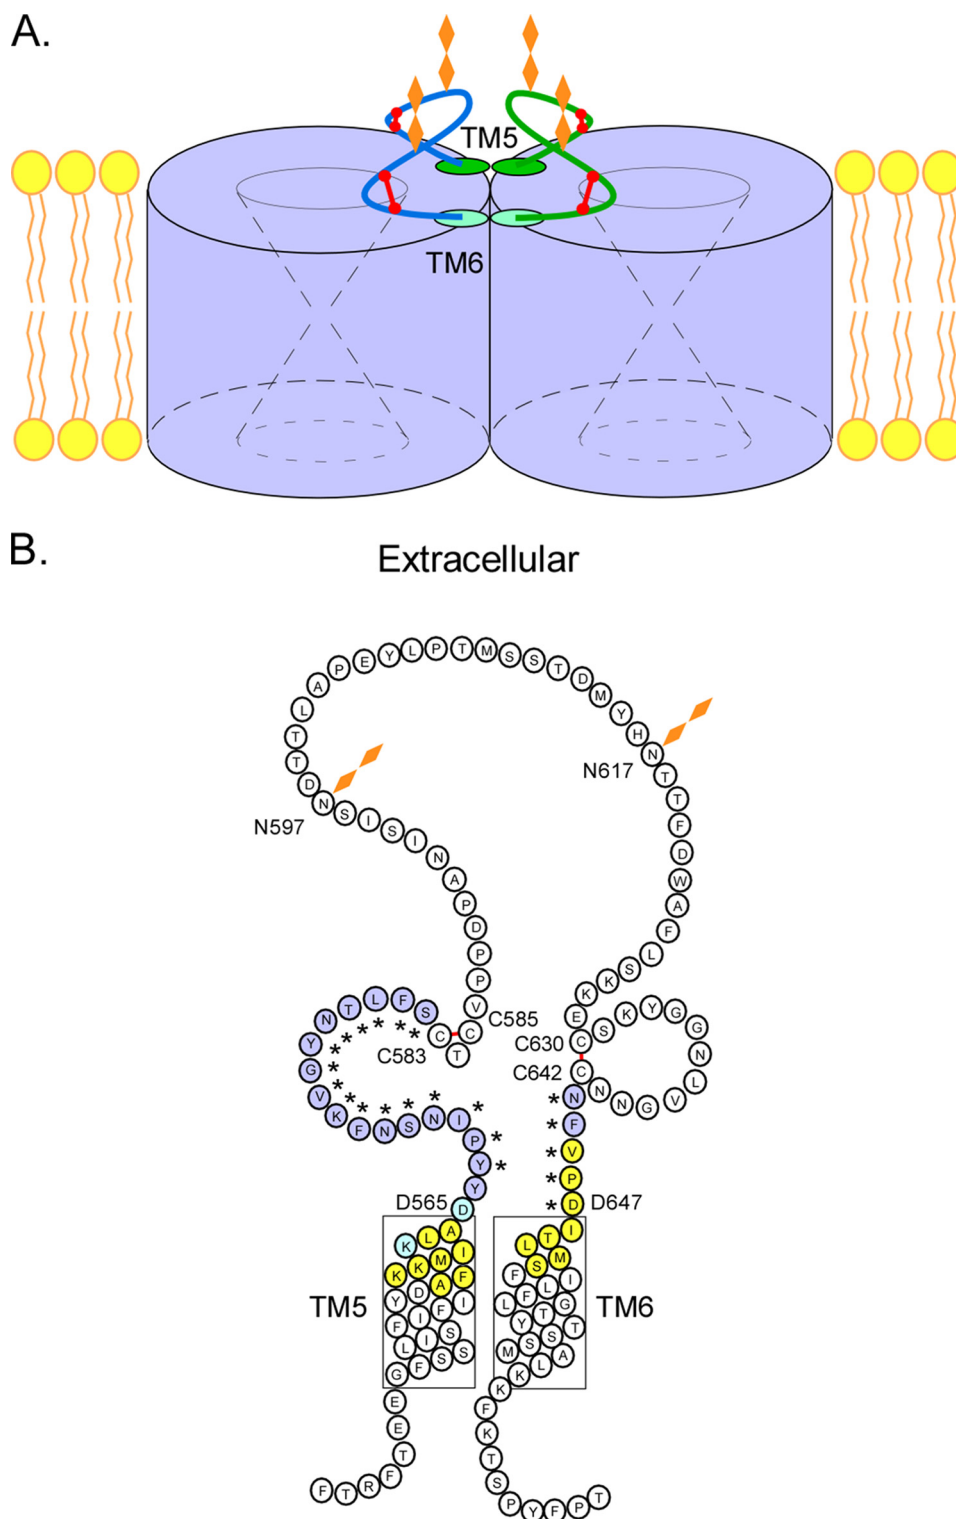 A.
TM5
TM6
B.
Extracellular
N D T T L A P E Y L P T M S S T D M Y H N
N597
N617
S I S I N A P D P P V C
T T F D W A F L S K K E C
C585
C583
C630
C642
C T C
S K Y G G N L V G N N C
S F L T N Y G V K F N S N I P Y Y D
N F V P D I
* * * * * * * * * * * * * * * * *
* * * * *
D565
D647
K L A
K K M I
Y D A F
F I F I
L I S
G F S S
TM5
L T I
F S M
L F L I
Y T G
M S S T
K L A
TM6
E E T F R T F
K F K T S P Y F P T